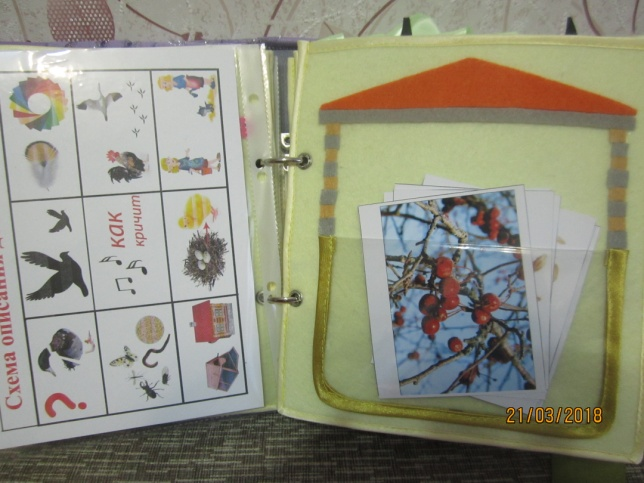 Схема описания
?
как
кричит
21/03/2018